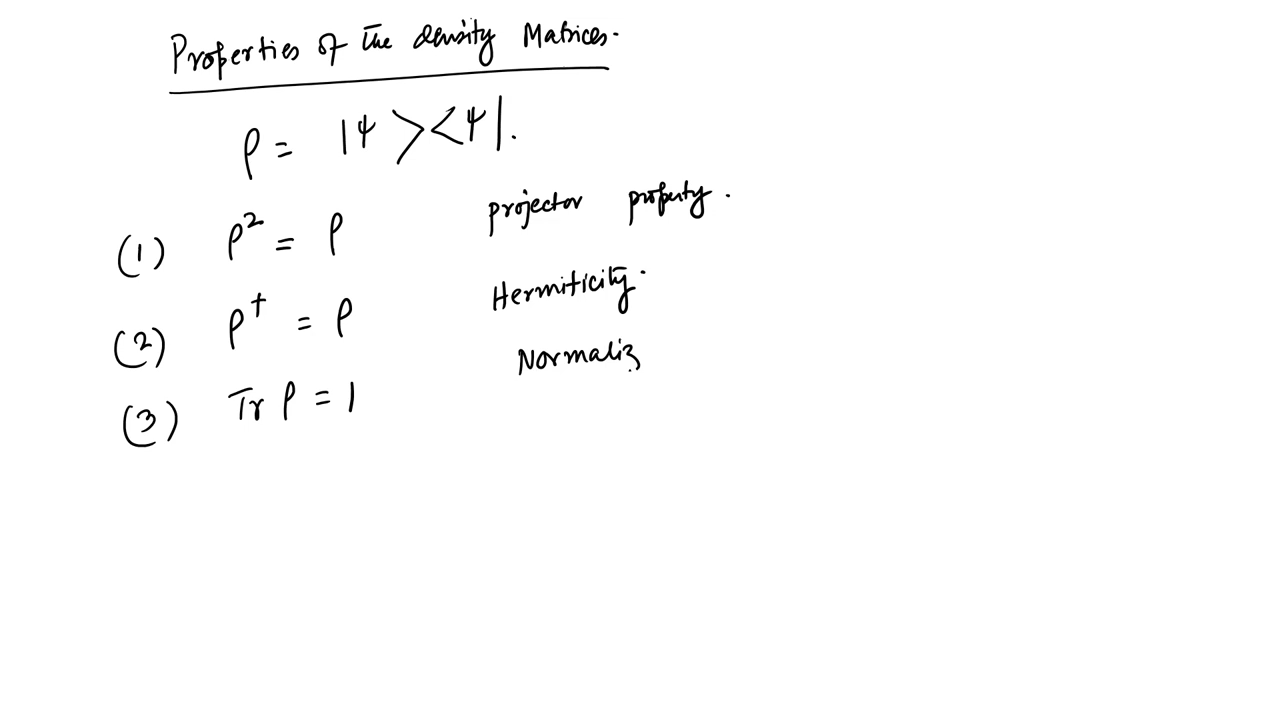 Properties of the density Matrices.
ρ = |ψ><ψ|.
(1) ρ² = ρ projector property.
(2) ρ† = ρ Hermiticity.
(3) Tr ρ = 1 Normaliz